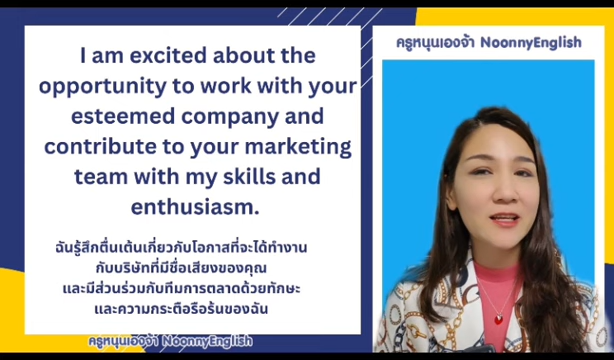 I am excited about the
opportunity to work with your
esteemed company and
contribute to your marketing
team with my skills and
enthusiasm.
ฉันรู้สึกตื่นเต้นเกี่ยวกับโอกาสที่จะได้ทำงาน
กับบริษัทที่มีชื่อเสียงของคุณ
และมีส่วนร่วมกับทีมการตลาดด้วยทักษะ
และความกระตือรือร้นของฉัน
ครูหนุนเองจ้า NoonnyEnglish
ครูหนุนเองจ้า NoonnyEnglish